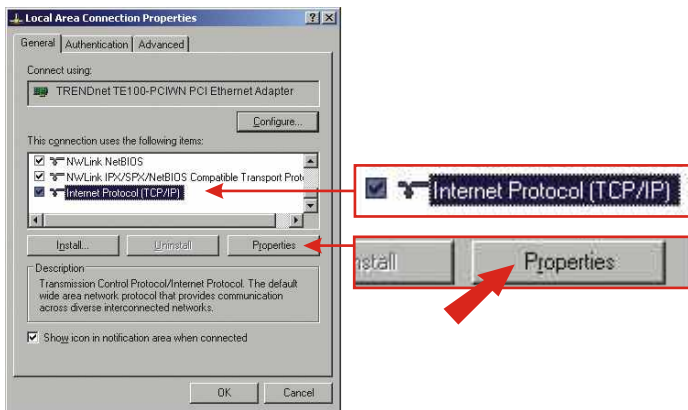 Local Area Connection Properties
General
Authentication
Advanced
Connect using:
TRENDnet TE100-PCIWN PCI Ethernet Adapter
Configure...
This connection uses the following items:
NWLink NetBIOS
NWLink IPX/SPX/NetBIOS Compatible Transport Prot
Internet Protocol (TCP/IP)
Install...
Uninstall
Properties
Description
Transmission Control Protocol/Internet Protocol. The default
wide area network protocol that provides communication
across diverse interconnected networks.
Show icon in notification area when connected
OK
Cancel
Internet Protocol (TCP/IP)
nstall
Properties